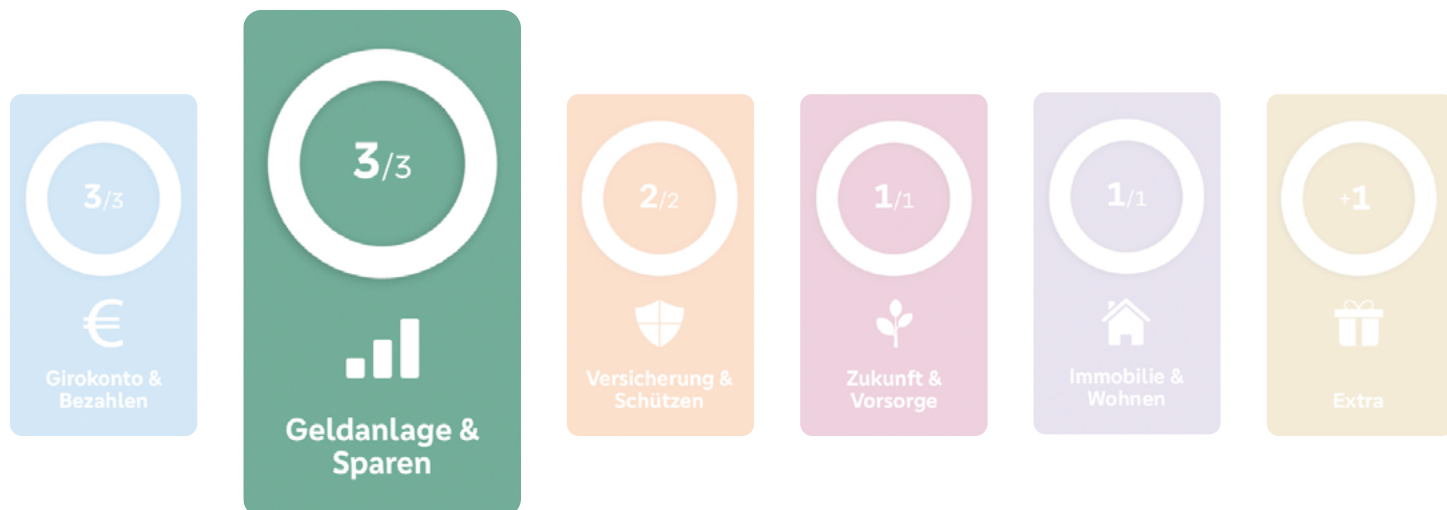 3/3
Girokonto &
Bezahlen
3/3
Geldanlage &
Sparen
2/2
Versicherung &
Schützen
1/1
Zukunft &
Vorsorge
1/1
Immobilie &
Wohnen
+1
Extra